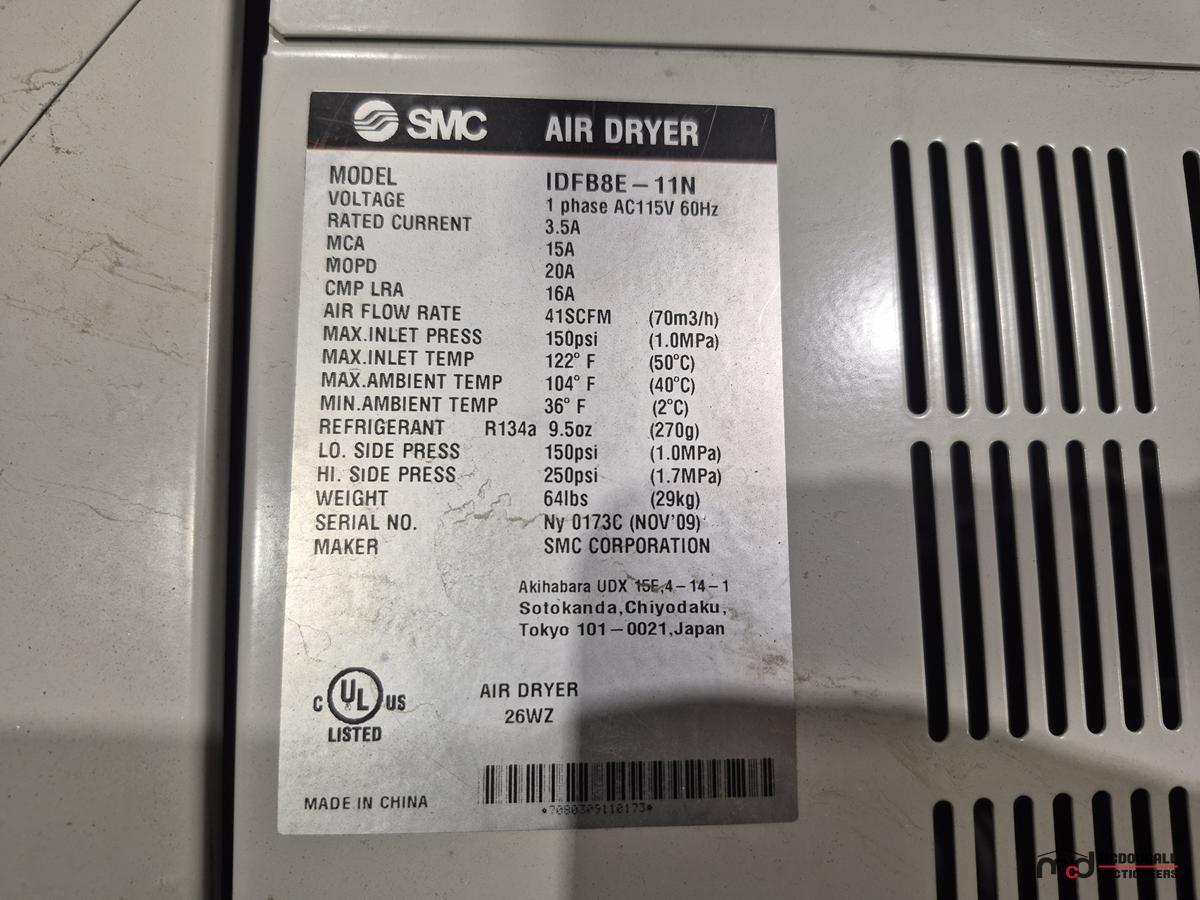 SMC AIR DRYER
MODEL IDFB8E-11N
VOLTAGE 1 phase AC115V 60Hz
RATED CURRENT 3.5A
MCA 15A
MOPD 20A
CMP LRA 16A
AIR FLOW RATE 41SCFM (70m3/h)
MAX.INLET PRESS 150psi (1.0MPa)
MAX.INLET TEMP 122° F (50°C)
MAX.AMBIENT TEMP 104° F (40°C)
MIN.AMBIENT TEMP 36° F (2°C)
REFRIGERANT R134a 9.5oz (270g)
LO. SIDE PRESS 150psi (1.0MPa)
HI. SIDE PRESS 250psi (1.7MPa)
WEIGHT 64lbs (29kg)
SERIAL NO. Ny 0173C (NOV'09)
MAKER SMC CORPORATION
Akihabara UDX 15E,4-14-1
Sotokanda,Chiyodaku,
Tokyo 101-0021,Japan
C UL US
LISTED
AIR DRYER
26WZ
MADE IN CHINA
*7080309110173*
mcd MCDOUGALL
AUCTIONEERS